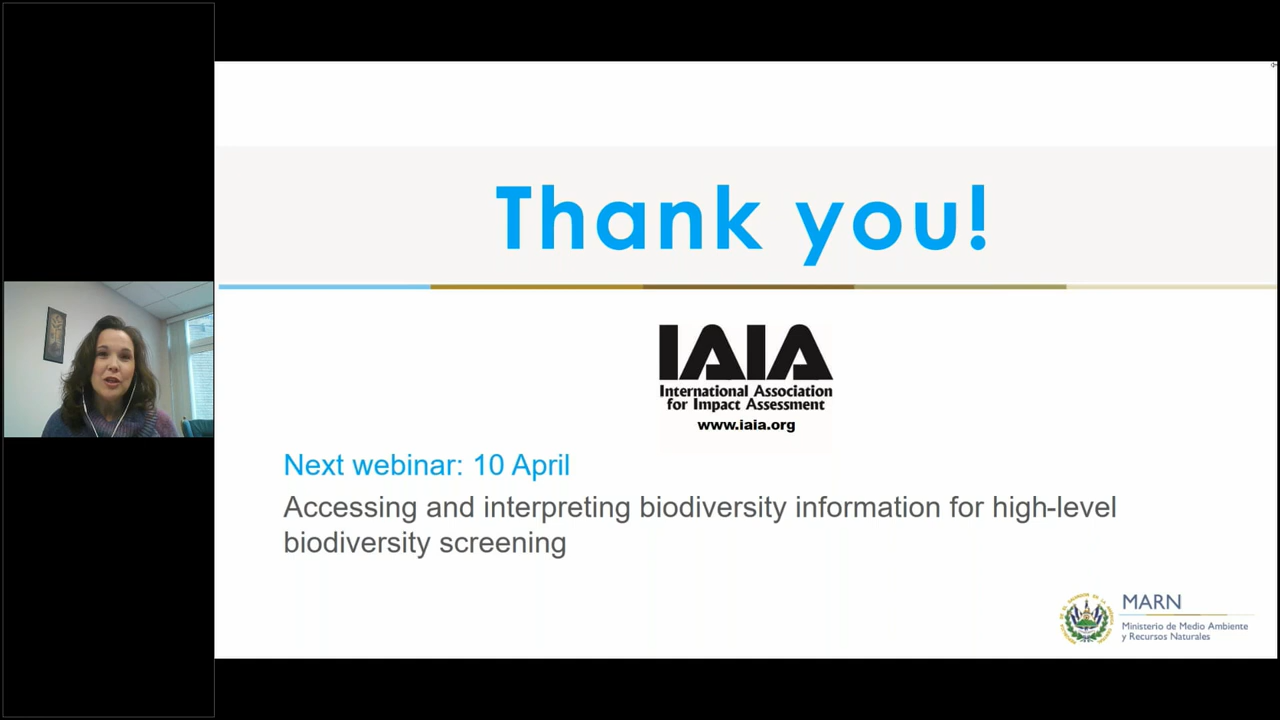 Thank you!
IAIA
International Association
for Impact Assessment
www.iaia.org
Next webinar: 10 April
Accessing and interpreting biodiversity information for high-level
biodiversity screening
MARN
Ministerio de Medio Ambiente
y Recursos Naturales